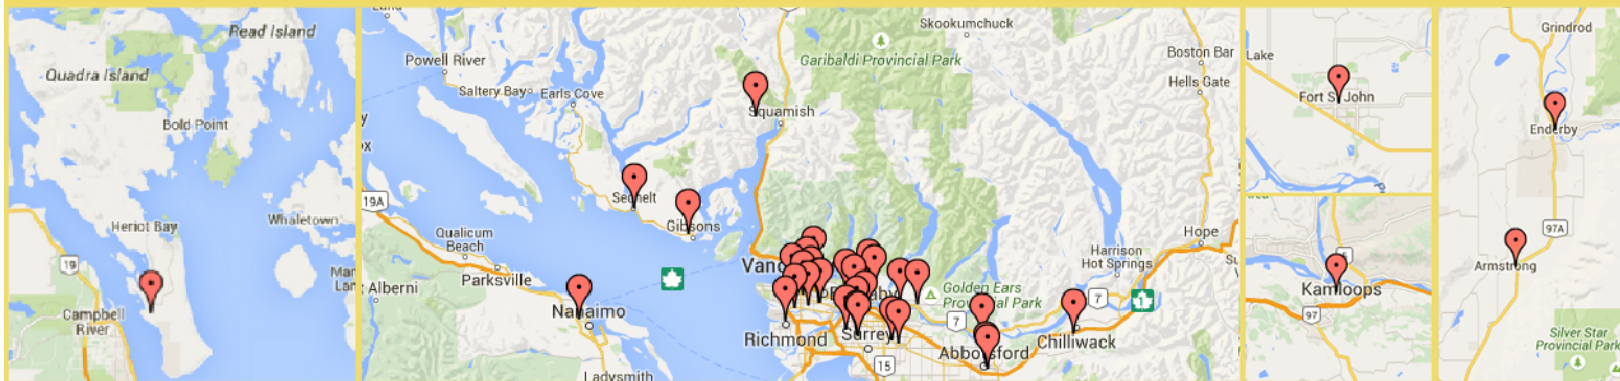 Read Island
Quadra Island
Bold Point
Heriot Bay
Whaletown
19
Campbell
River
Skookumchuck
Powell River
Garibaldi Provincial Park
Boston Bar
Saltery Bay
Earls Cove
Hells Gate
Squamish
19A
Sechelt
Gibsons
Qualicum
Beach
Parksville
Alberni
Nanaimo
Ladysmith
Richmond
Surrey
15
Golden Ears
Provincial Park
7
Abbotsford
Chilliwack
7
1
Harrison
Hot Springs
Hope
Lake
Fort St John
Kamloops
97
Grindrod
Enderby
97A
Armstrong
Silver Star
Provincial Park